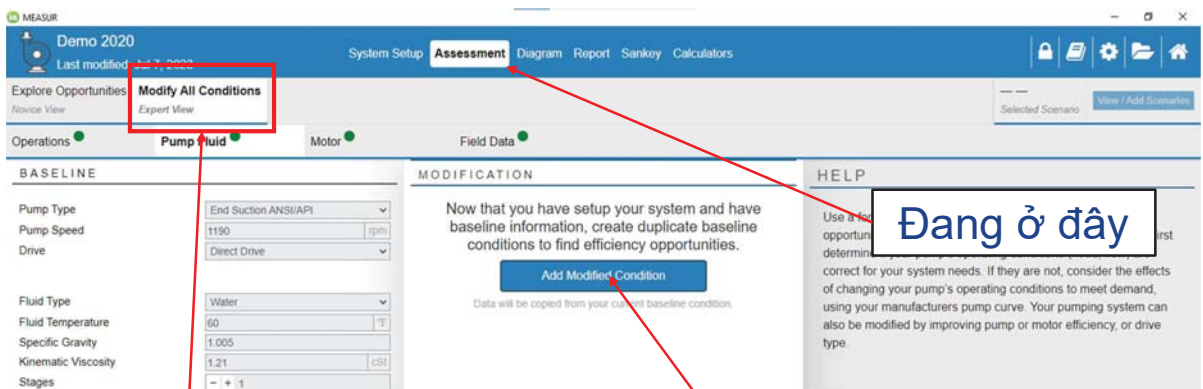 MEASUR
Demo 2020
Last modified: Jul 7, 2023
System Setup Assessment Diagram Report Sankey Calculators
Explore Opportunities
Novice View
Modify All Conditions
Expert View
Selected Scenario
View / Add Scenarios
Operations Pump Fluid Motor Field Data
BASELINE
Pump Type End Suction ANSI/API
Pump Speed 1190 rpm
Drive Direct Drive
Fluid Type Water
Fluid Temperature 60 °F
Specific Gravity 1.005
Kinematic Viscosity 1.21 cSt
Stages - + 1
MODIFICATION
Now that you have setup your system and have
baseline information, create duplicate baseline
conditions to find efficiency opportunities.
Add Modified Condition
Data will be copied from your current baseline condition.
HELP
Đang ở đây
Use a
correct for your system needs. If they are not, consider the effects
of changing your pump's operating conditions to meet demand,
using your manufacturers pump curve. Your pumping system can
also be modified by improving pump or motor efficiency, or drive
type.